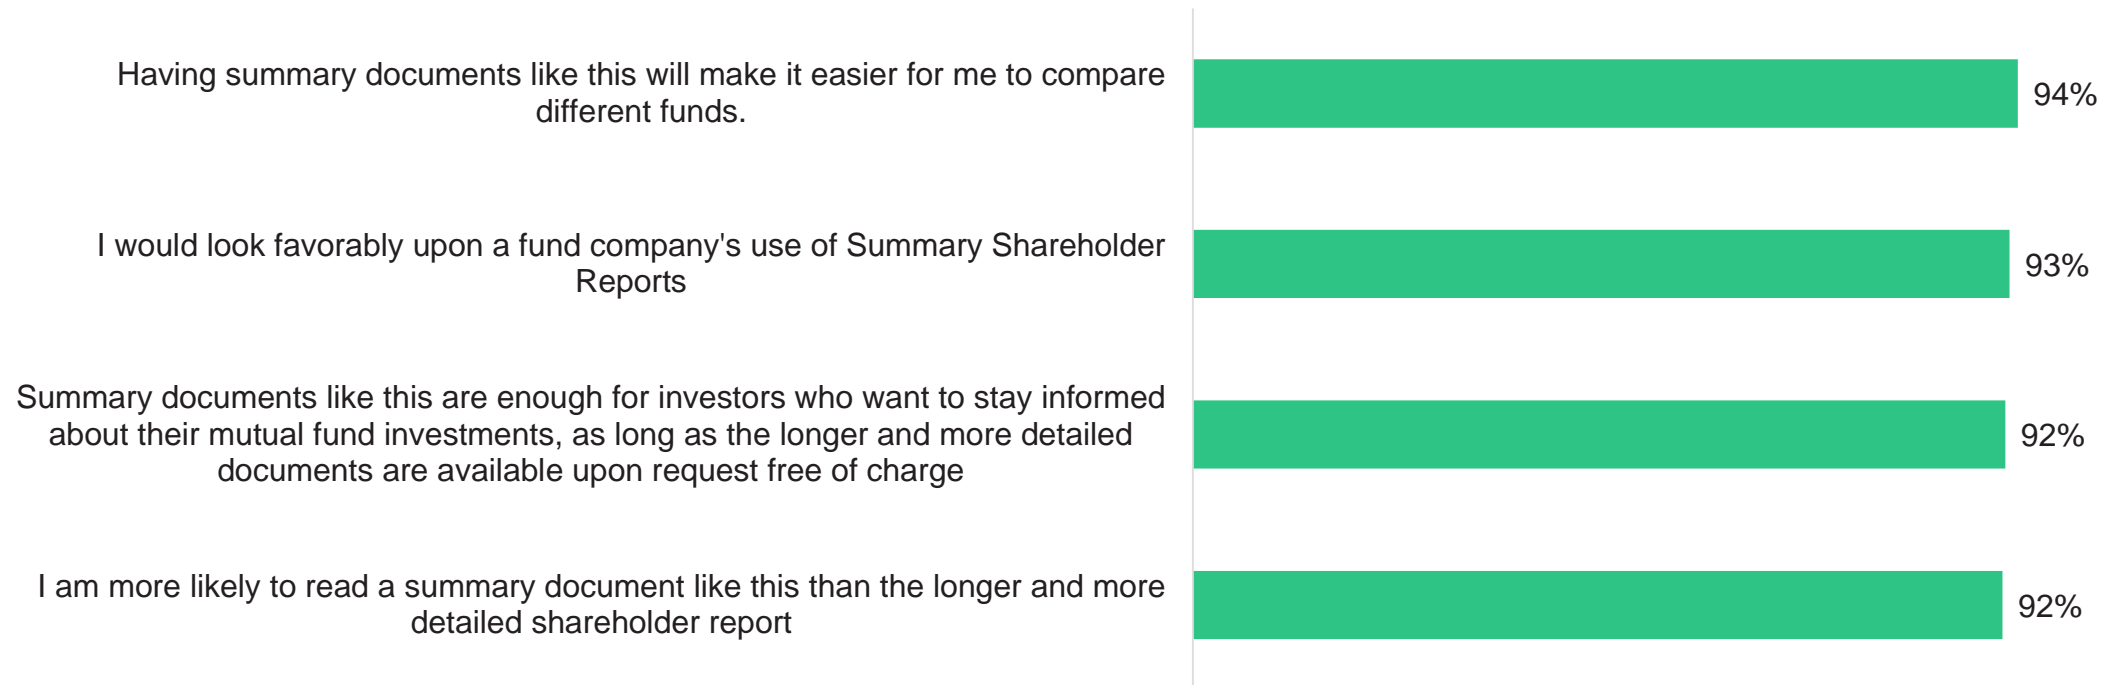 Having summary documents like this will make it easier for me to compare
different funds.
94%
I would look favorably upon a fund company's use of Summary Shareholder
Reports
93%
Summary documents like this are enough for investors who want to stay informed
about their mutual fund investments, as long as the longer and more detailed
documents are available upon request free of charge
92%
I am more likely to read a summary document like this than the longer and more
detailed shareholder report
92%